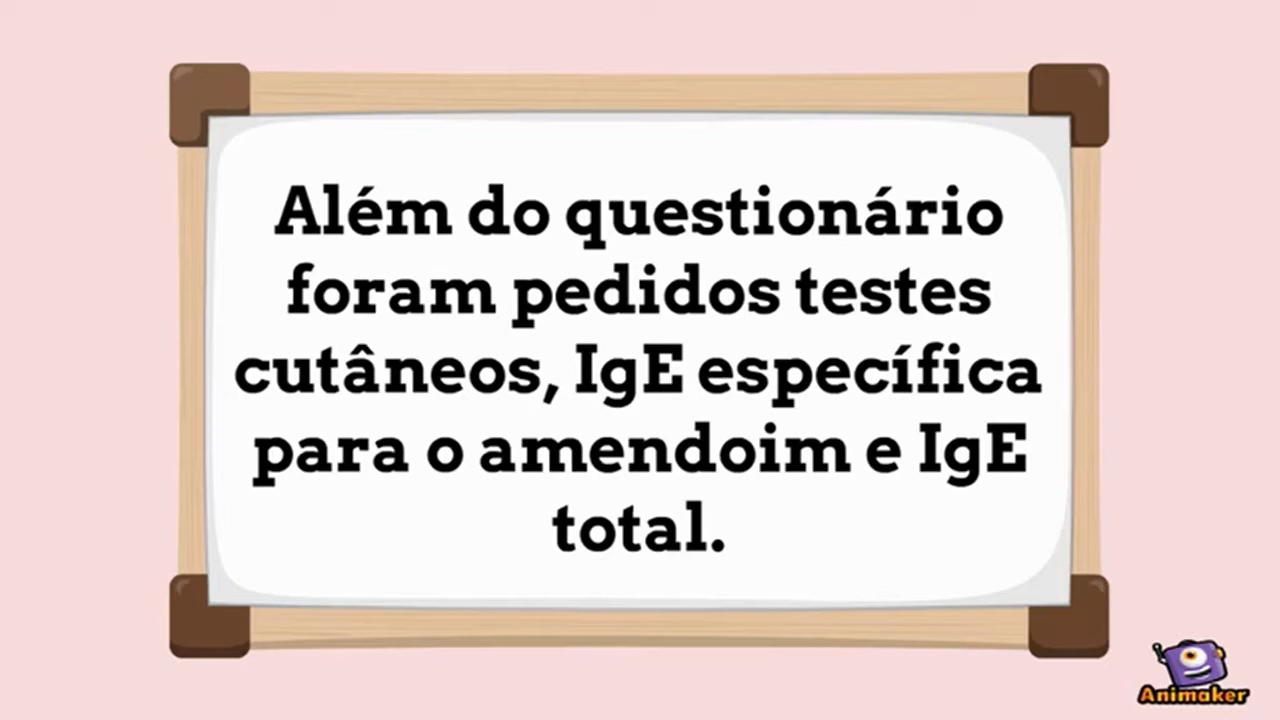 Além do questionário
foram pedidos testes
cutâneos, IgE específica
para o amendoim e IgE
total.
Animaker